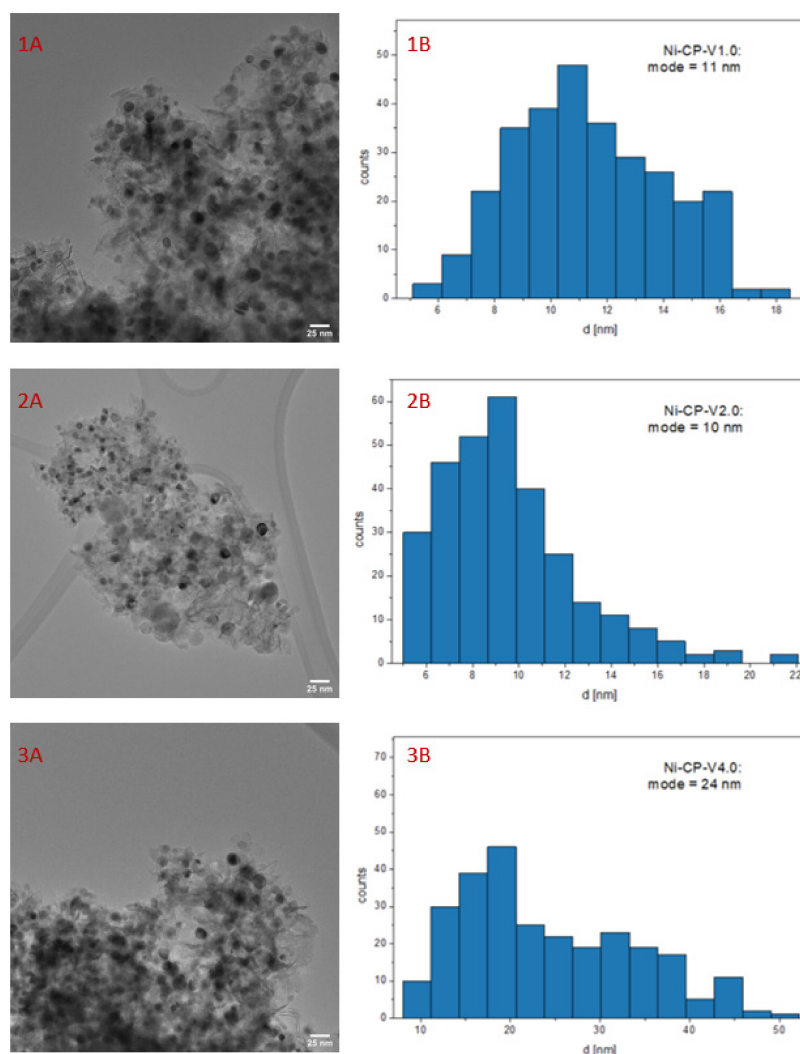 1A
25 nm
1B
Ni-CP-V1.0:
mode = 11 nm
counts
50
40
30
20
10
0
6 8 10 12 14 16 18
d [nm]
2A
25 nm
2B
Ni-CP-V2.0:
mode = 10 nm
counts
60
50
40
30
20
10
0
6 8 10 12 14 16 18 20 22
d [nm]
3A
25 nm
3B
Ni-CP-V4.0:
mode = 24 nm
counts
70
60
50
40
30
20
10
0
10 20 30 40 50
d [nm]